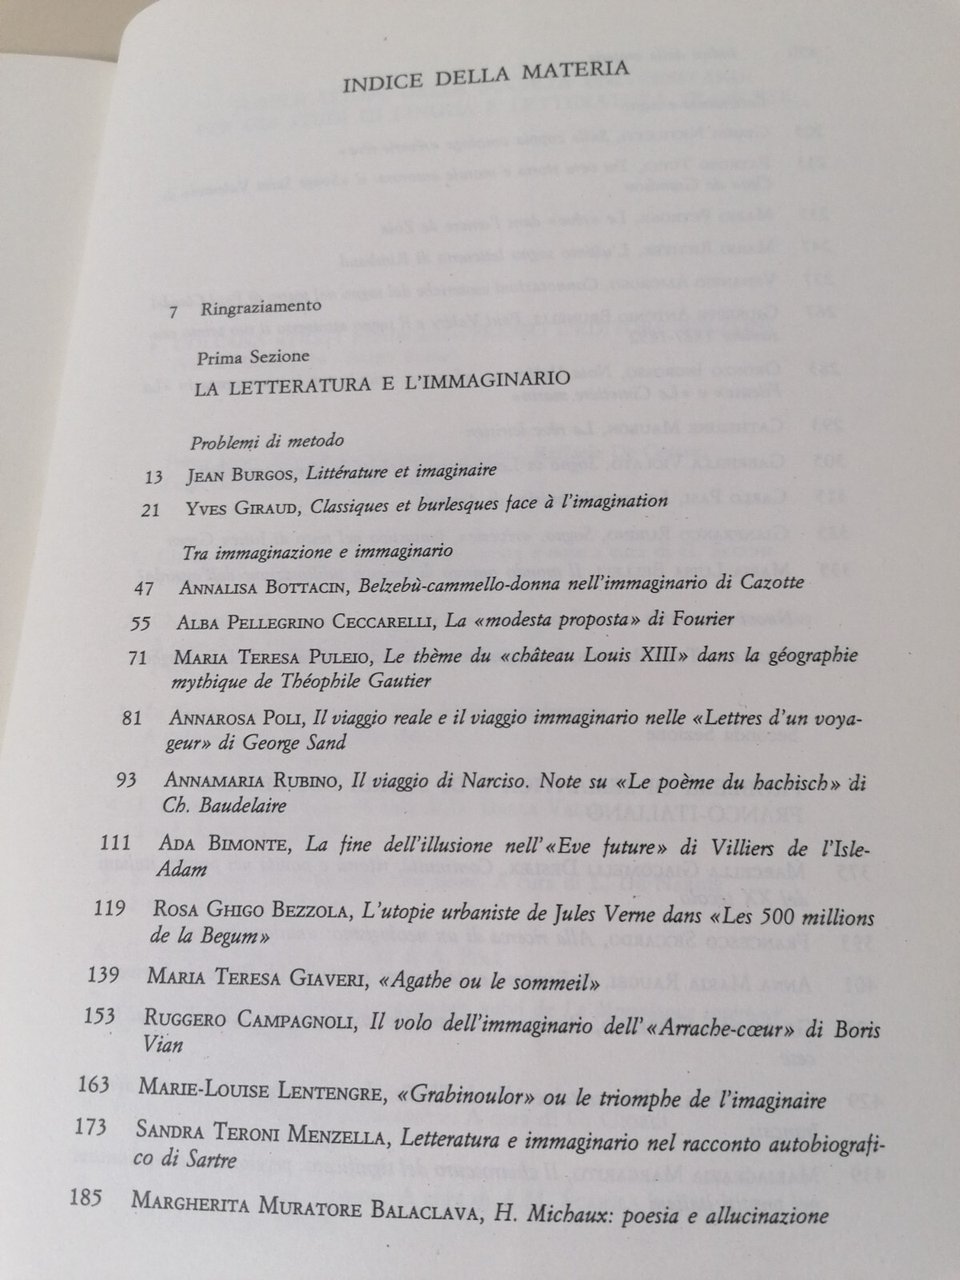 INDICE DELLA MATERIA
7 Ringraziamento
Prima Sezione
LA LETTERATURA E L'IMMAGINARIO
Problemi di metodo
13 JEAN BURGOS, Littérature et imaginaire
21 YVES GIRAUD, Classiques et burlesques face à l'imagination
Tra immaginazione e immaginario
47 ANNALISA BOTTACIN, Belzebù-cammello-donna nell'immaginario di Cazotte
55 ALBA PELLEGRINO CECCARELLI, La «modesta proposta» di Fourier
71 MARIA TERESA PULEIO, Le thème du «château Louis XIII» dans la géographie
mythique de Théophile Gautier
81 ANNAROSA POLI, Il viaggio reale e il viaggio immaginario nelle «Lettres d'un voya-
geur» di George Sand
93 ANNAMARIA RUBINO, Il viaggio di Narciso. Note su «Le poème du hachisch» di
Ch. Baudelaire
111 ADA BIMONTE, La fine dell'illusione nell'«Eve future» di Villiers de l'Isle-
Adam
119 ROSA GHIGO BEZZOLA, L'utopie urbaniste de Jules Verne dans «Les 500 millions
de la Begum»
139 MARIA TERESA GIAVERI, «Agathe ou le sommeil»
153 RUGGERO CAMPAGNOLI, Il volo dell'immaginario dell'«Arrache-cœur» di Boris
Vian
163 MARIE-LOUISE LENTENGRE, «Grabinoulor» ou le triomphe de l'imaginaire
173 SANDRA TERONI MENZELLA, Letteratura e immaginario nel racconto autobiografi-
co di Sartre
185 MARGHERITA MURATORE BALACLAVA, H. Michaux: poesia e allucinazione